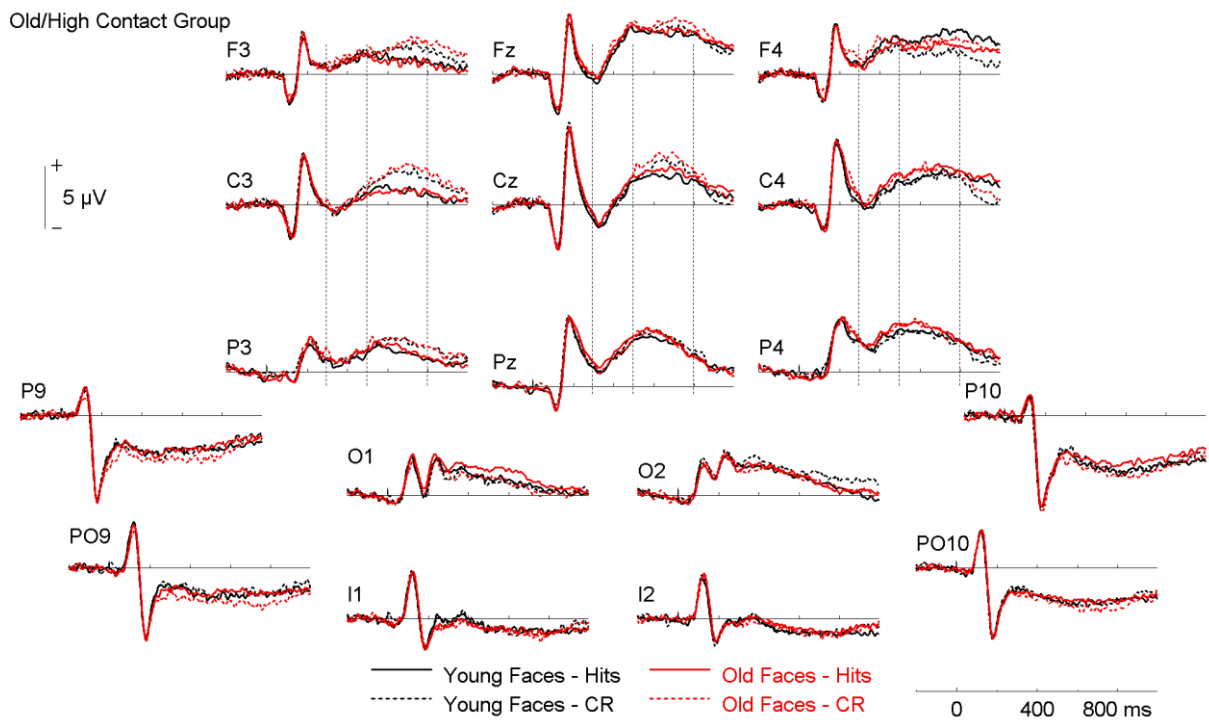 Old/High Contact Group
F3 Fz F4
+
5 µV
−
C3 Cz C4
P3 Pz P4
P9 P10
O1 O2
PO9 PO10
I1 I2
Young Faces - Hits Old Faces - Hits
Young Faces - CR Old Faces - CR
0 400 800 ms